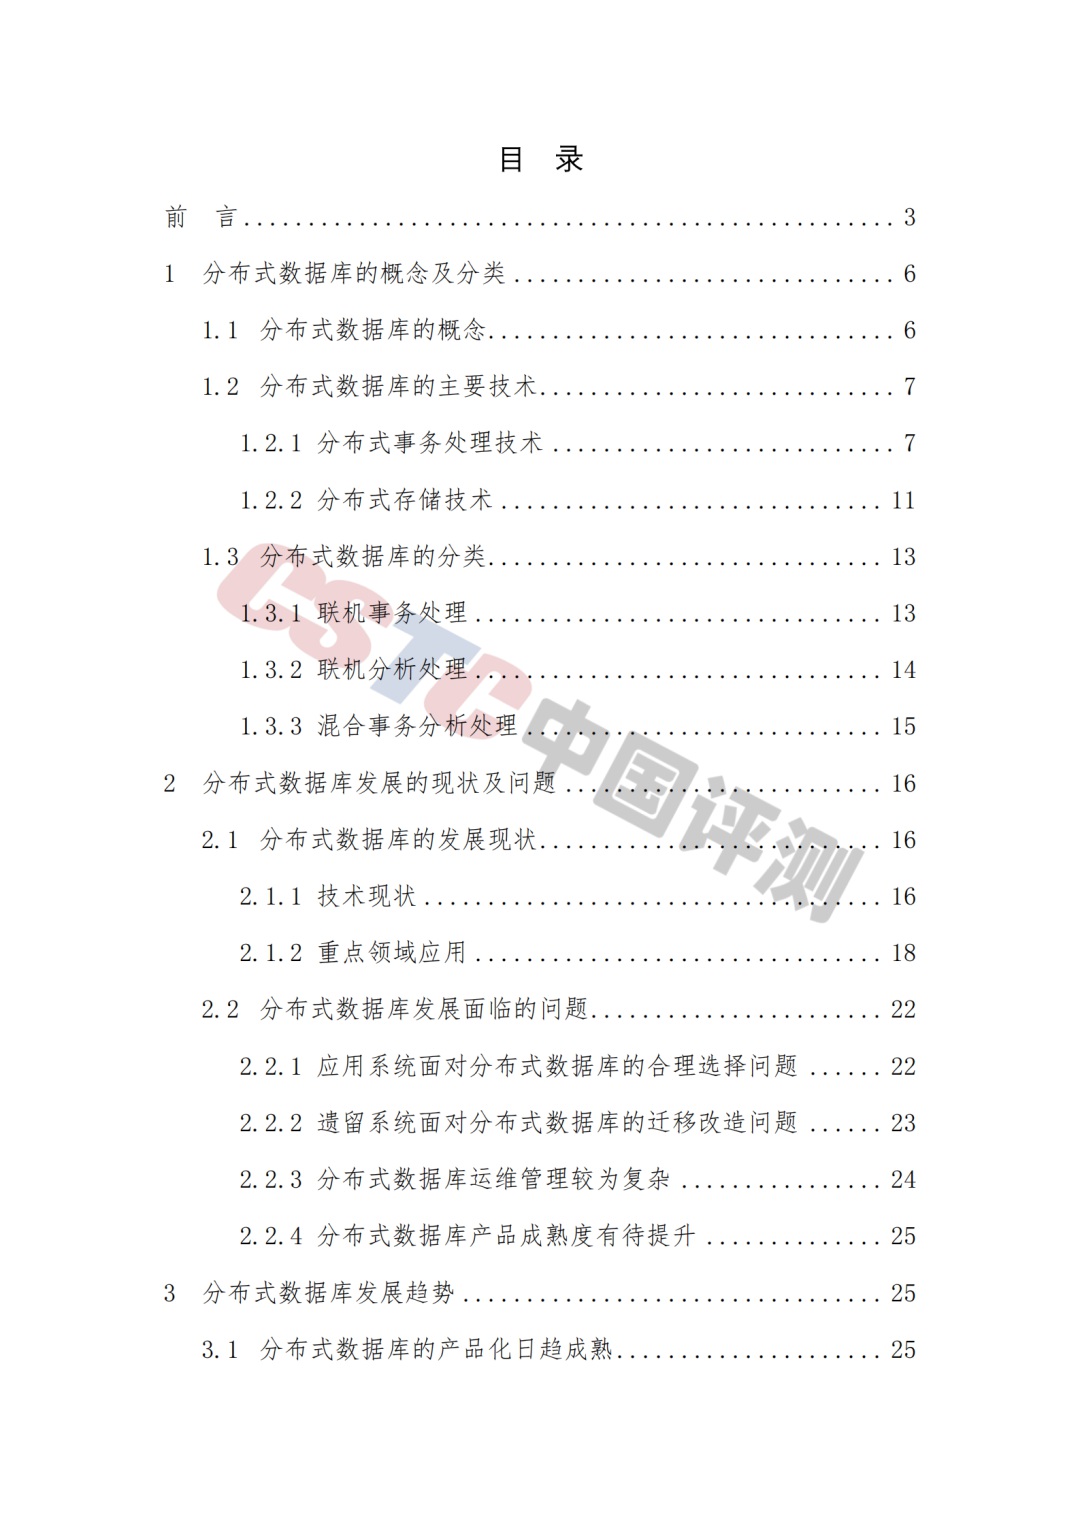 目 录
前 言.................................................. 3
1 分布式数据库的概念及分类.............................. 6
1.1 分布式数据库的概念................................ 6
1.2 分布式数据库的主要技术............................ 7
1.2.1 分布式事务处理技术........................... 7
1.2.2 分布式存储技术.............................. 11
1.3 分布式数据库的分类............................... 13
1.3.1 联机事务处理................................ 13
1.3.2 联机分析处理................................ 14
1.3.3 混合事务分析处理............................ 15
2 分布式数据库发展的现状及问题......................... 16
2.1 分布式数据库的发展现状........................... 16
2.1.1 技术现状.................................... 16
2.1.2 重点领域应用................................ 18
2.2 分布式数据库发展面临的问题....................... 22
2.2.1 应用系统面对分布式数据库的合理选择问题...... 22
2.2.2 遗留系统面对分布式数据库的迁移改造问题...... 23
2.2.3 分布式数据库运维管理较为复杂................ 24
2.2.4 分布式数据库产品成熟度有待提升.............. 25
3 分布式数据库发展趋势................................. 25
3.1 分布式数据库的产品化日趋成熟..................... 25
CSTC中国评测